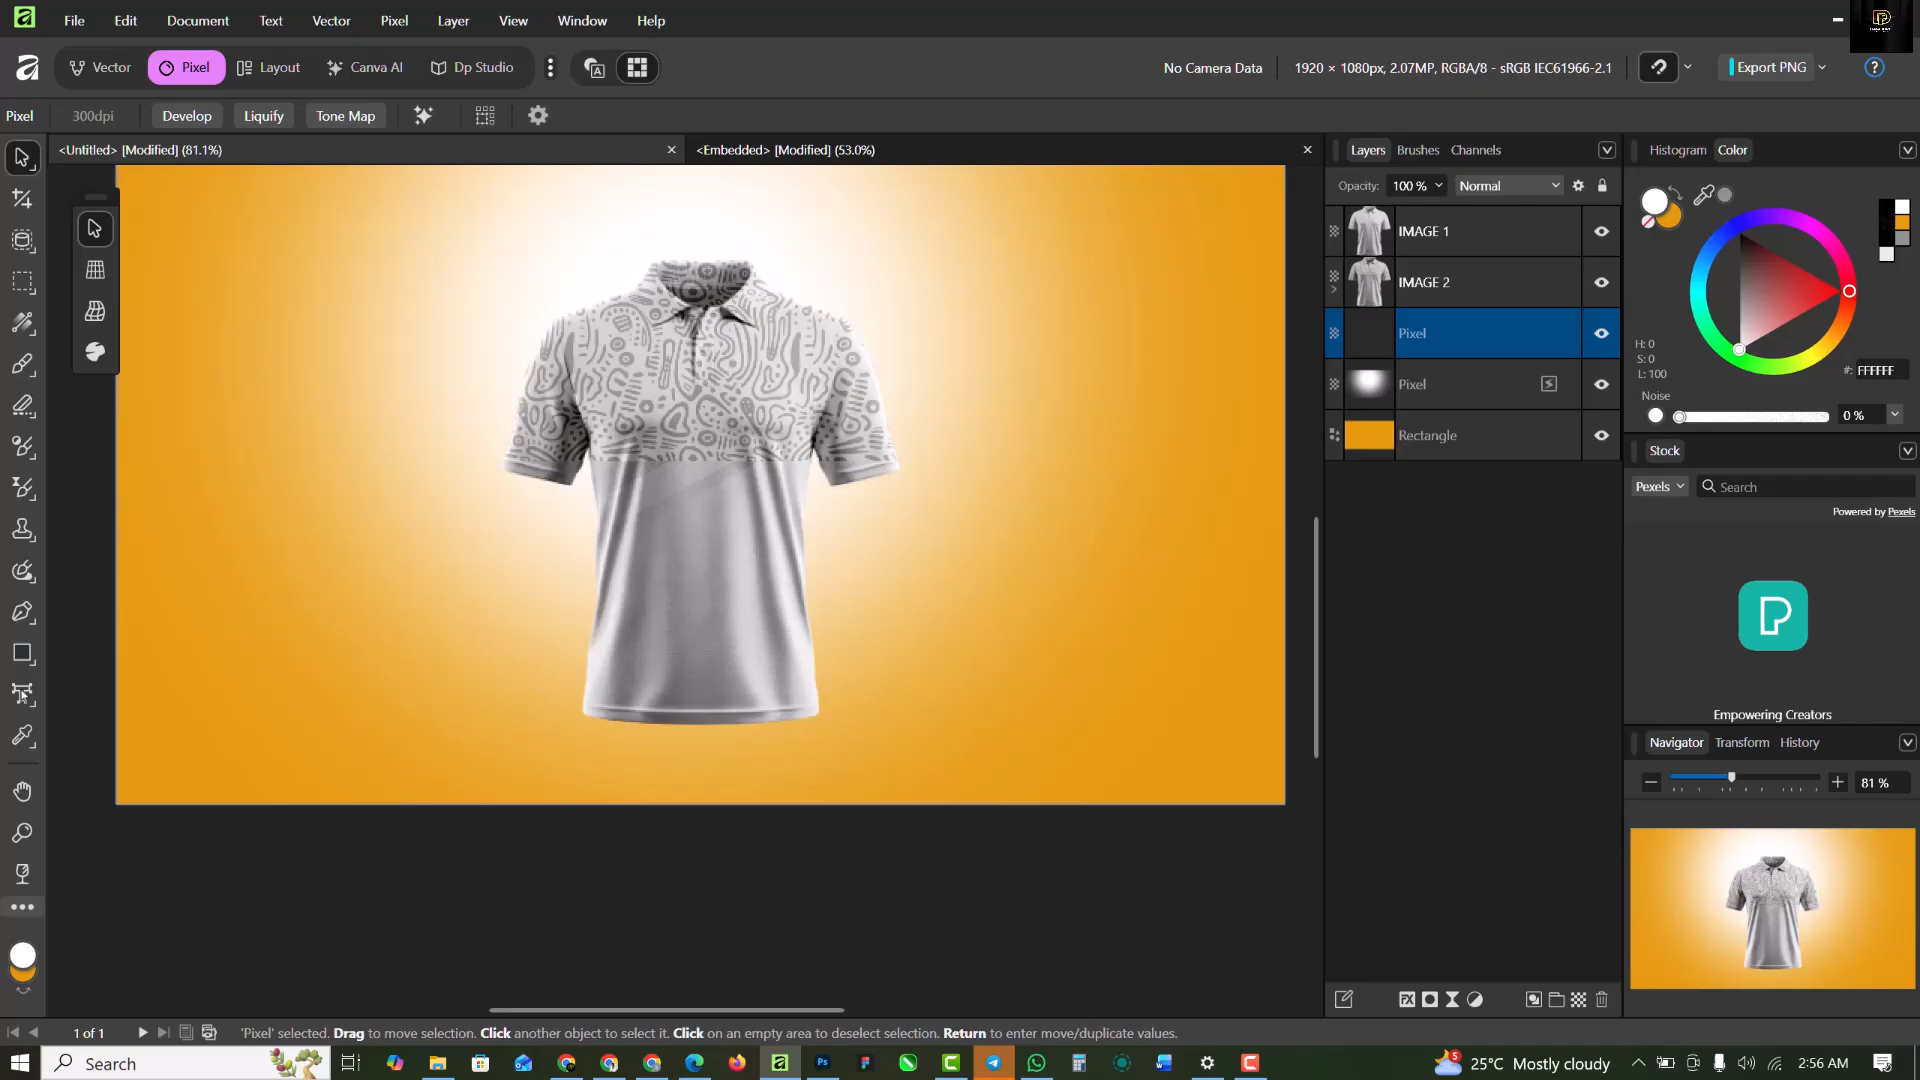 File Edit Document Text Vector Pixel Layer View Window Help
Vector Pixel Layout Canva AI Dp Studio
No Camera Data 1920 × 1080px, 2.07MP, RGBA/8 - sRGB IEC61966-2.1 Export PNG
Pixel 300dpi Develop Liquify Tone Map
<Untitled> [Modified] (81.1%) <Embedded> [Modified] (53.0%)
Layers Brushes Channels
Histogram Color
Opacity: 100 % Normal
IMAGE 1
IMAGE 2
Pixel
Pixel
Rectangle
H: 0
S: 0
L: 100
#: FFFFFF
Noise
0 %
Stock
Pexels Search
Powered by Pexels
Empowering Creators
Navigator Transform History
81 %
1 of 1 'Pixel' selected. Drag to move selection. Click another object to select it. Click on an empty area to deselect selection. Return to enter move/duplicate values.
Search
5 25°C Mostly cloudy 2:56 AM